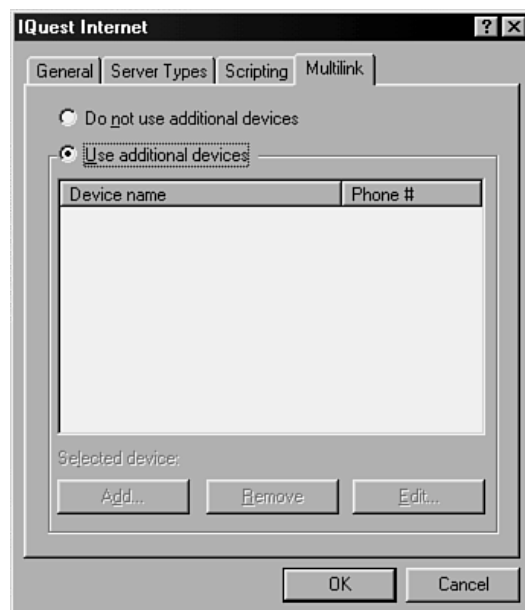 IQuest Internet
General Server Types Scripting Multilink
Do not use additional devices
Use additional devices
Device name Phone #
Selected device:
Add... Remove Edit...
OK Cancel